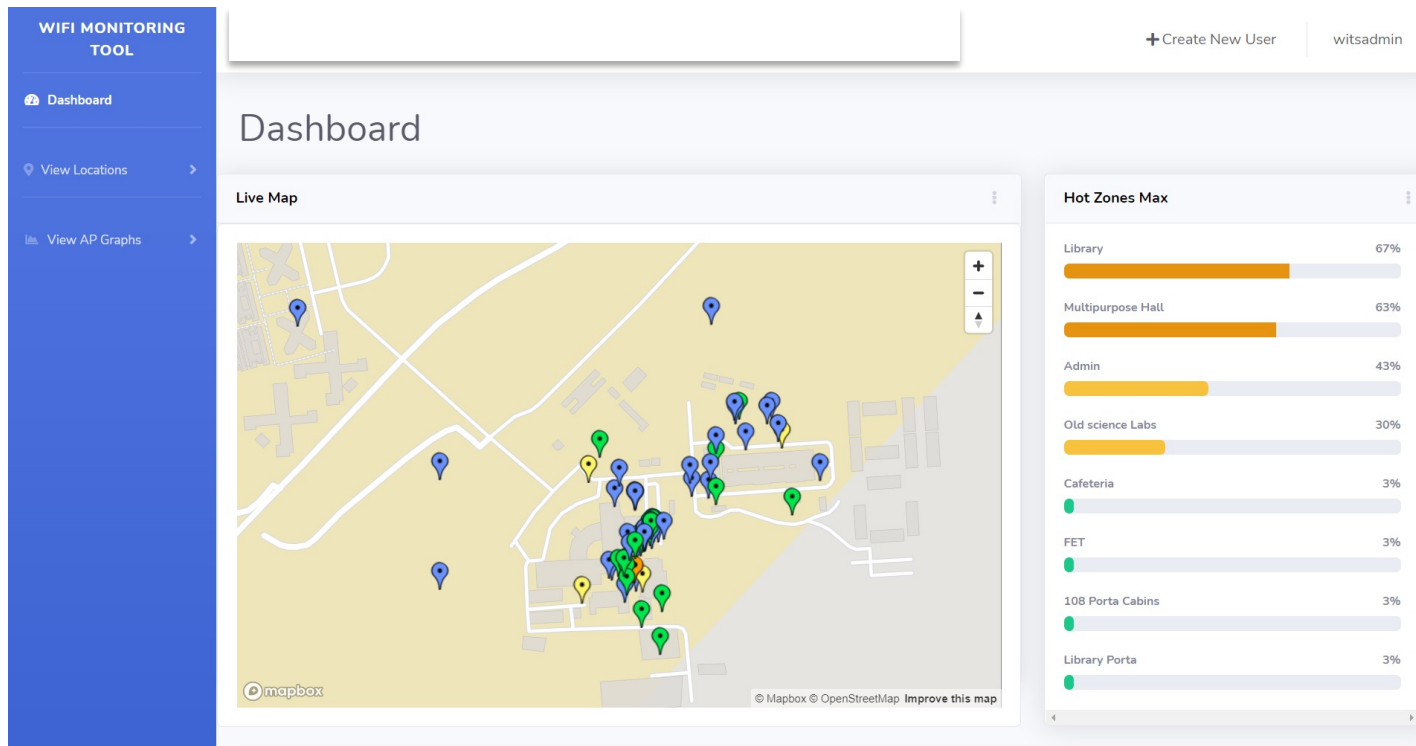 WIFI MONITORING
TOOL
Dashboard
View Locations
View AP Graphs
Create New User
witsadmin
Dashboard
Live Map
mapbox
© Mapbox © OpenStreetMap Improve this map
Hot Zones Max
Library 67%
Multipurpose Hall 63%
Admin 43%
Old science Labs 30%
Cafeteria 3%
FET 3%
108 Porta Cabins 3%
Library Porta 3%